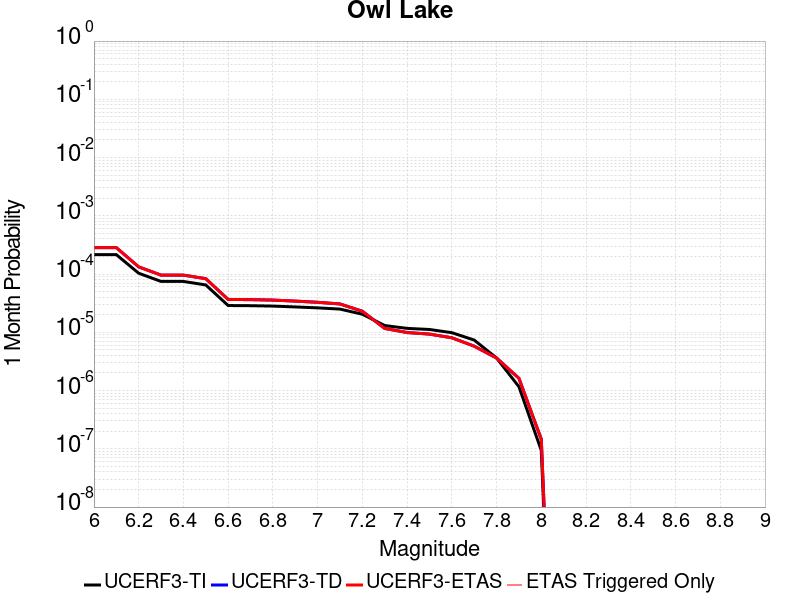 Owl Lake
10^0
10^-1
10^-2
10^-3
10^-4
10^-5
10^-6
10^-7
10^-8
1 Month Probability
6 6.2 6.4 6.6 6.8 7 7.2 7.4 7.6 7.8 8 8.2 8.4 8.6 8.8 9
Magnitude
UCERF3-TI UCERF3-TD UCERF3-ETAS ETAS Triggered Only